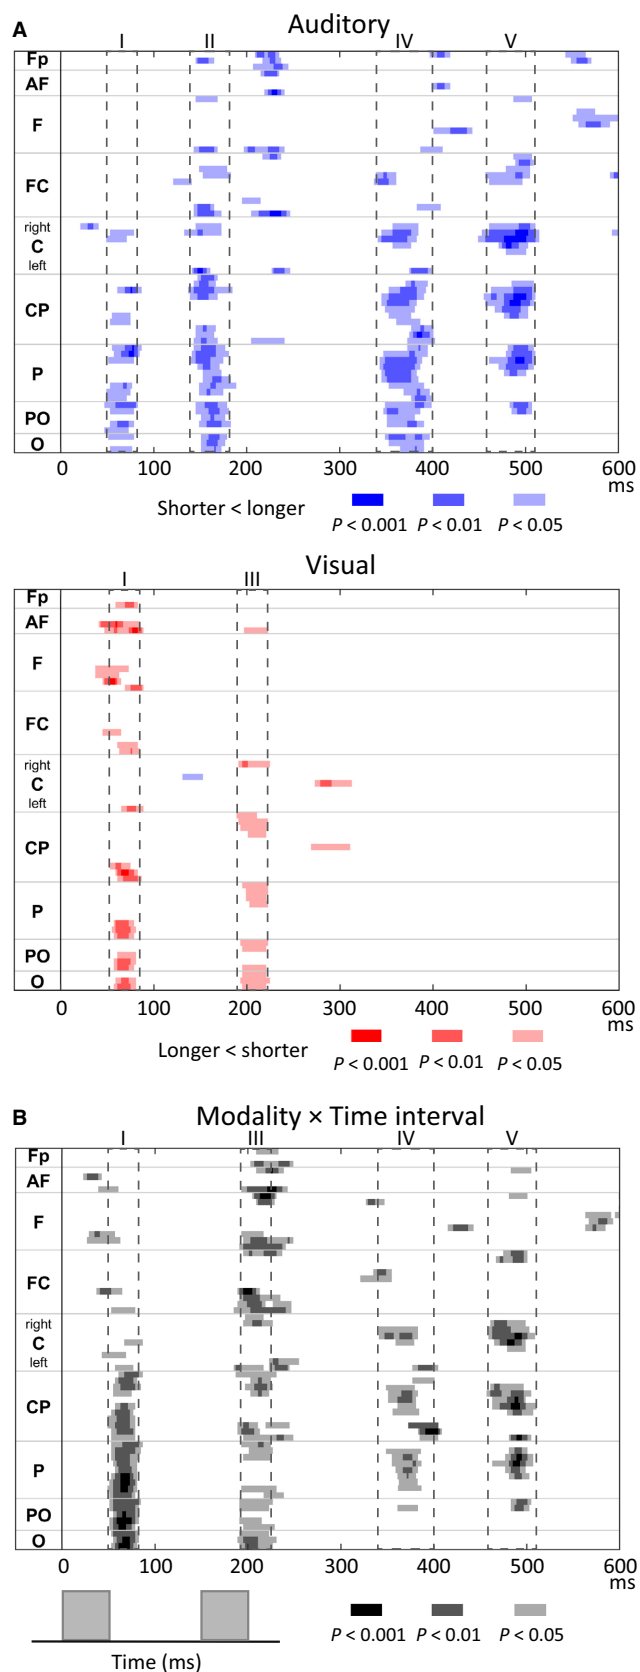 A
Auditory
I II IV V
Fp
AF
F
FC
right
C
left
CP
P
PO
O
0 100 200 300 400 500 600
ms
Shorter < longer
P < 0.001 P < 0.01 P < 0.05
Visual
I III
Fp
AF
F
FC
right
C
left
CP
P
PO
O
0 100 200 300 400 500 600
ms
Longer < shorter
P < 0.001 P < 0.01 P < 0.05
B
Modality × Time interval
I III IV V
Fp
AF
F
FC
right
C
left
CP
P
PO
O
0 100 200 300 400 500 600
ms
P < 0.001 P < 0.01 P < 0.05
Time (ms)